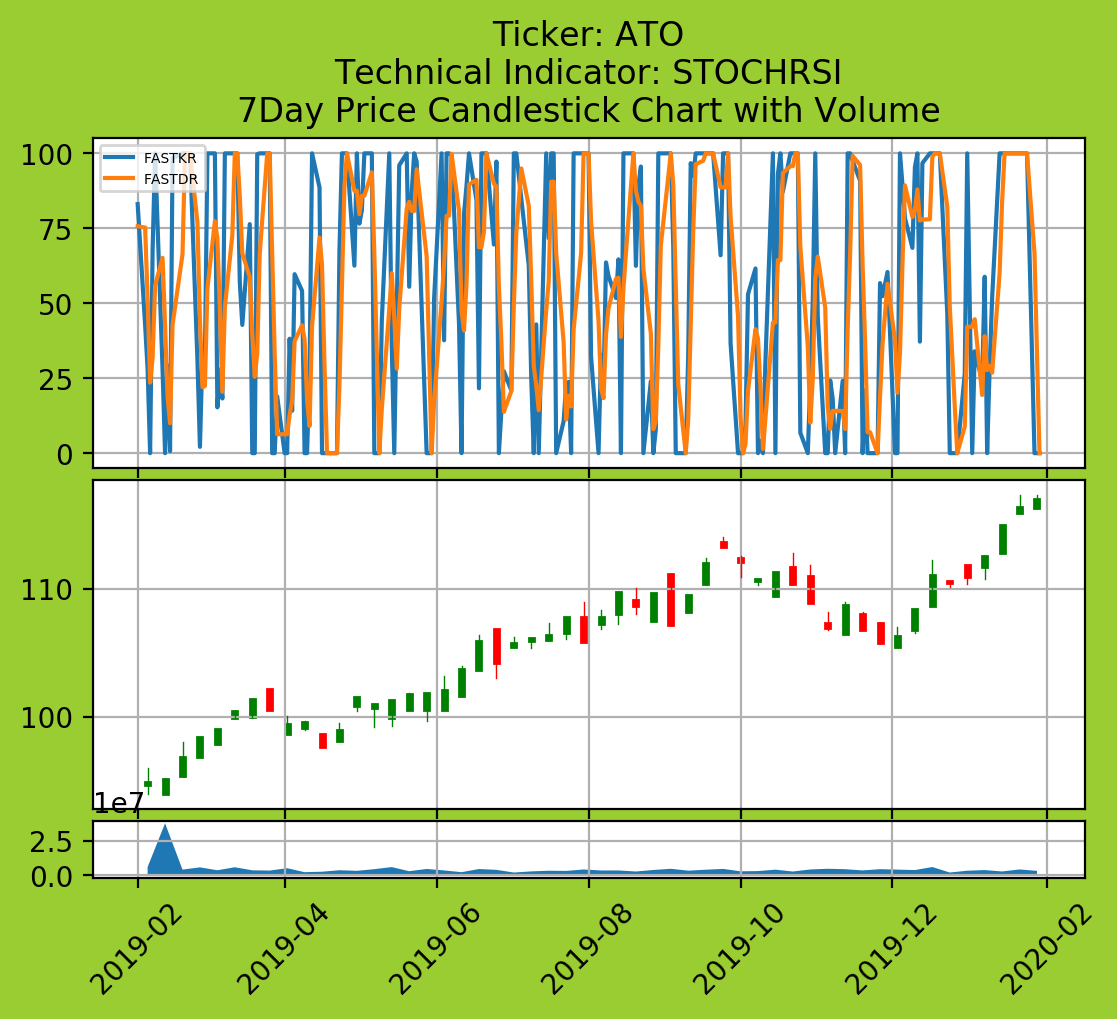 Ticker: ATO
Technical Indicator: STOCHRSI
7Day Price Candlestick Chart with Volume
100
75
50
25
0
FASTKR
FASTDR
110
100
1e7
2.5
0.0
2019-02
2019-04
2019-06
2019-08
2019-10
2019-12
2020-02